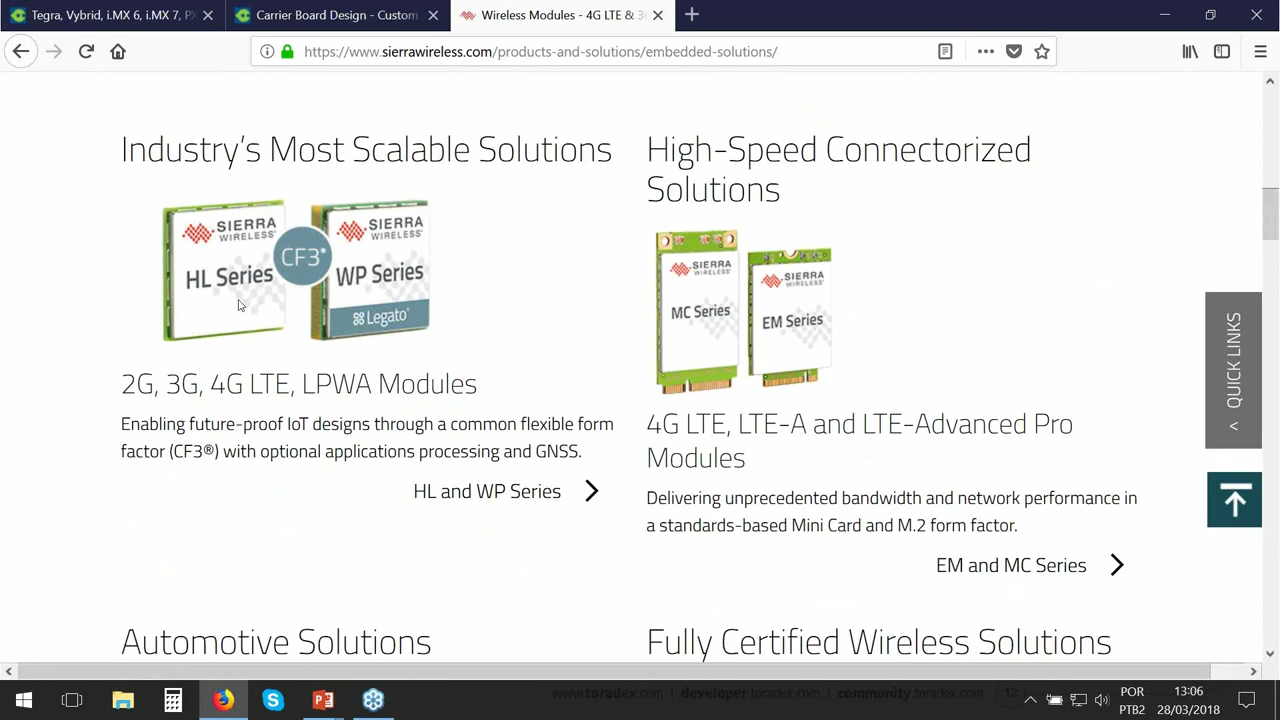 Tegra, Vybrid, i.MX 6, i.MX 7, PX
Carrier Board Design - Custom
Wireless Modules - 4G LTE & 3G
https://www.sierrawireless.com/products-and-solutions/embedded-solutions/
Industry's Most Scalable Solutions
SIERRA
WIRELESS
HL Series
CF3®
SIERRA
WIRELESS
WP Series
Legato®
2G, 3G, 4G LTE, LPWA Modules
Enabling future-proof IoT designs through a common flexible form
factor (CF3®) with optional applications processing and GNSS.
HL and WP Series
High-Speed Connectorized
Solutions
SIERRA
WIRELESS
MC Series
SIERRA
WIRELESS
EM Series
4G LTE, LTE-A and LTE-Advanced Pro
Modules
Delivering unprecedented bandwidth and network performance in
a standards-based Mini Card and M.2 form factor.
EM and MC Series
QUICK LINKS
Automotive Solutions
Fully Certified Wireless Solutions
www.toradex.com | developer.toradex.com | community.toradex.com
12
POR
PTB2
13:06
28/03/2018